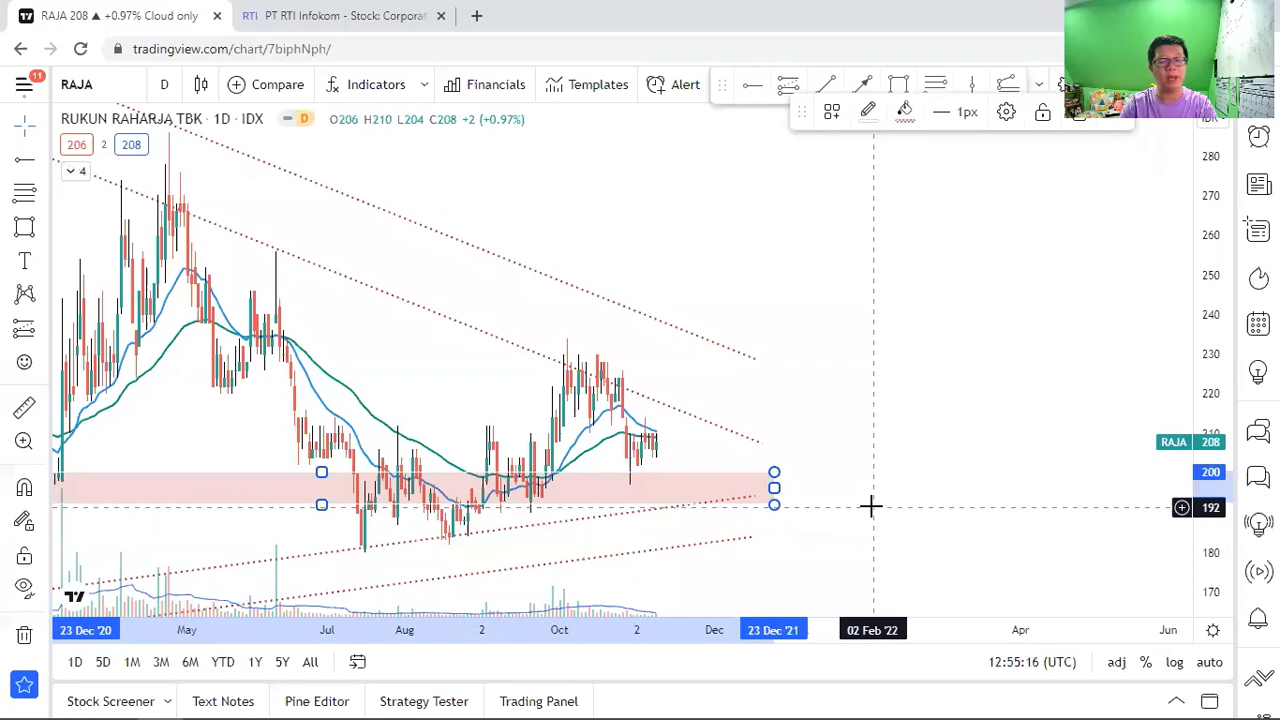 RAJA 208 ▲ +0.97% Cloud only
RTI PT RTI Infokom - Stock: Corporat
tradingview.com/chart/7biphNph/
11
RAJA D Compare Indicators Financials Templates Alert
1px
RUKUN RAHARJA TBK · 1D · IDX D O206 H210 L204 C208 +2 (+0.97%)
206 2 208
4
280
270
260
250
240
230
220
210
RAJA 208
200
192
180
170
23 Dec '20 May Jul Aug 2 Oct 2 Dec 23 Dec '21 02 Feb '22 Apr Jun
1D 5D 1M 3M 6M YTD 1Y 5Y All 12:55:16 (UTC) adj % log auto
Stock Screener Text Notes Pine Editor Strategy Tester Trading Panel